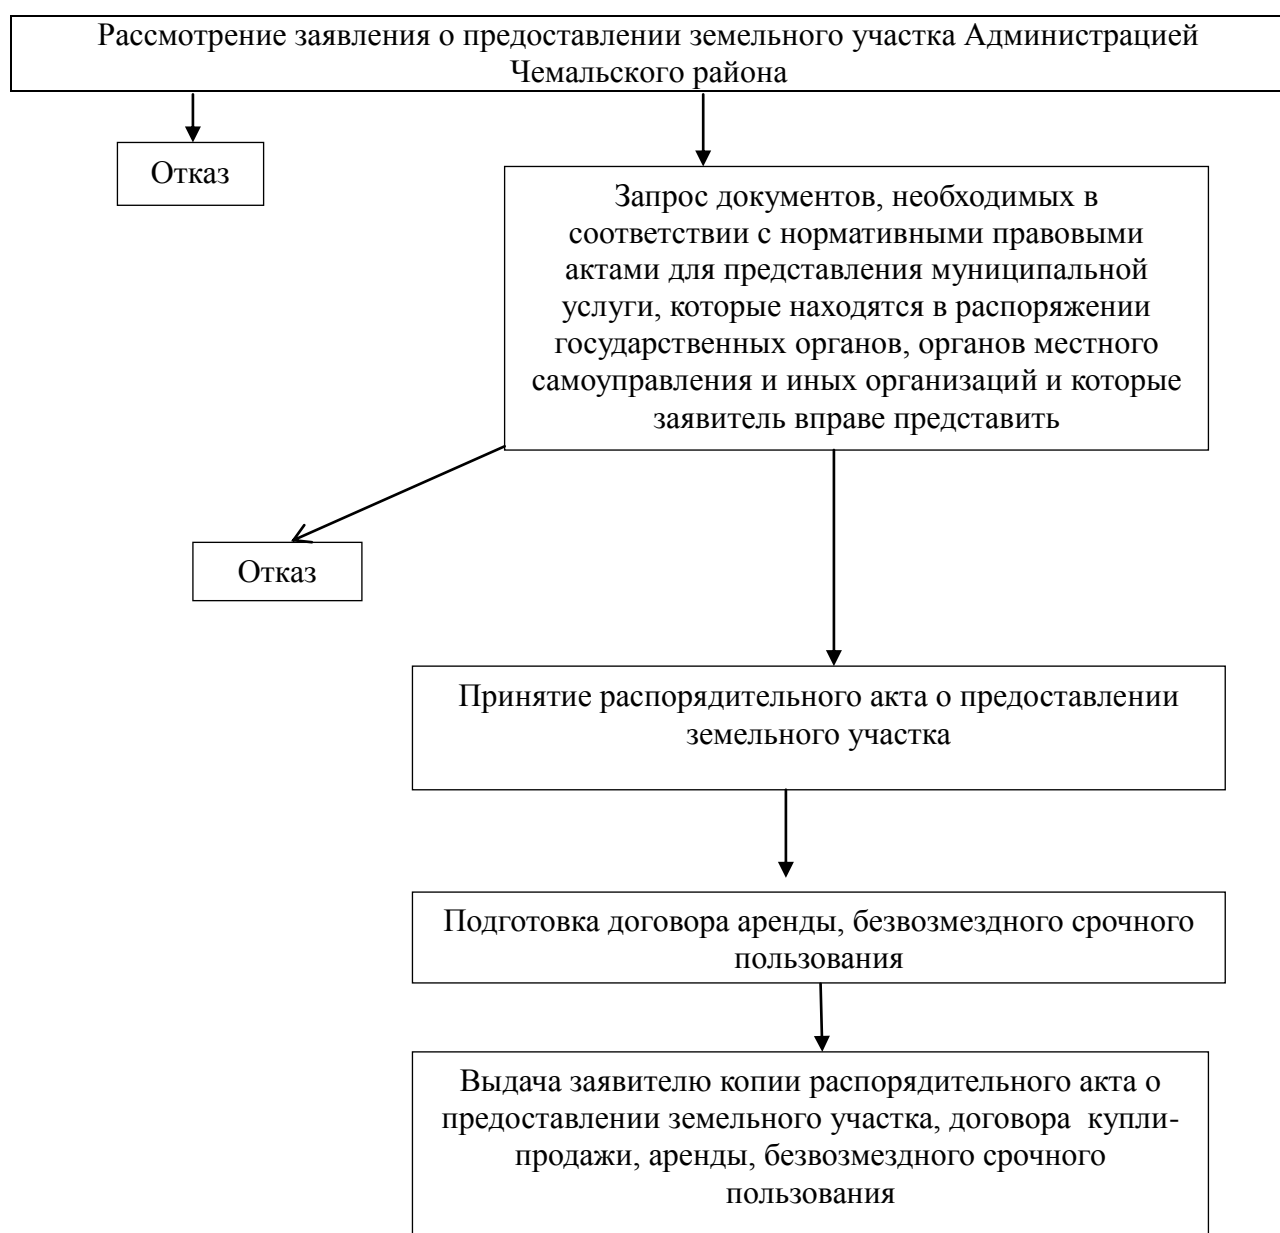 Рассмотрение заявления о предоставлении земельного участка Администрацией
Чемальского района
Отказ
Запрос документов, необходимых в
соответствии с нормативными правовыми
актами для представления муниципальной
услуги, которые находятся в распоряжении
государственных органов, органов местного
самоуправления и иных организаций и которые
заявитель вправе представить
Отказ
Принятие распорядительного акта о предоставлении
земельного участка
Подготовка договора аренды, безвозмездного срочного
пользования
Выдача заявителю копии распорядительного акта о
предоставлении земельного участка, договора  купли-
продажи, аренды, безвозмездного срочного
пользования